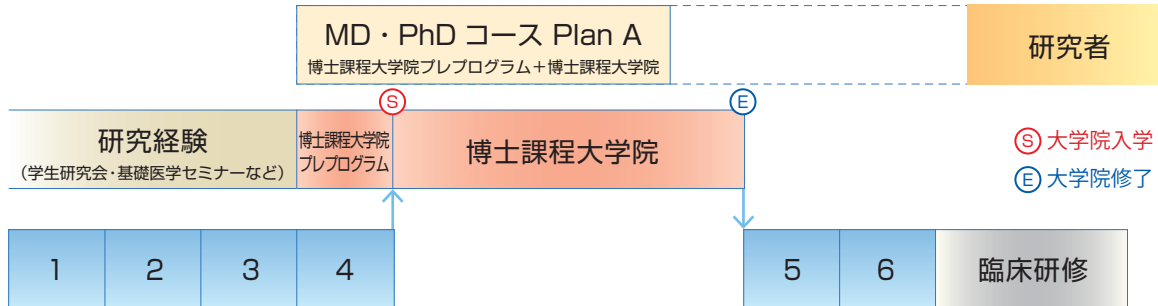 MD・PhD コース Plan A
博士課程大学院プレプログラム＋博士課程大学院
研究者
S
E
研究経験
（学生研究会・基礎医学セミナーなど）
博士課程大学院
プレプログラム
博士課程大学院
S 大学院入学
E 大学院修了
1
2
3
4
5
6
臨床研修